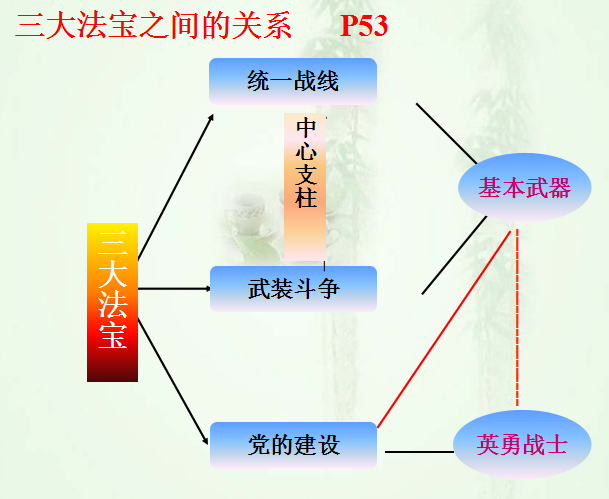 三大法宝之间的关系 P53
统一战线
中心支柱
基本武器
三大法宝
武装斗争
党的建设
英勇战士